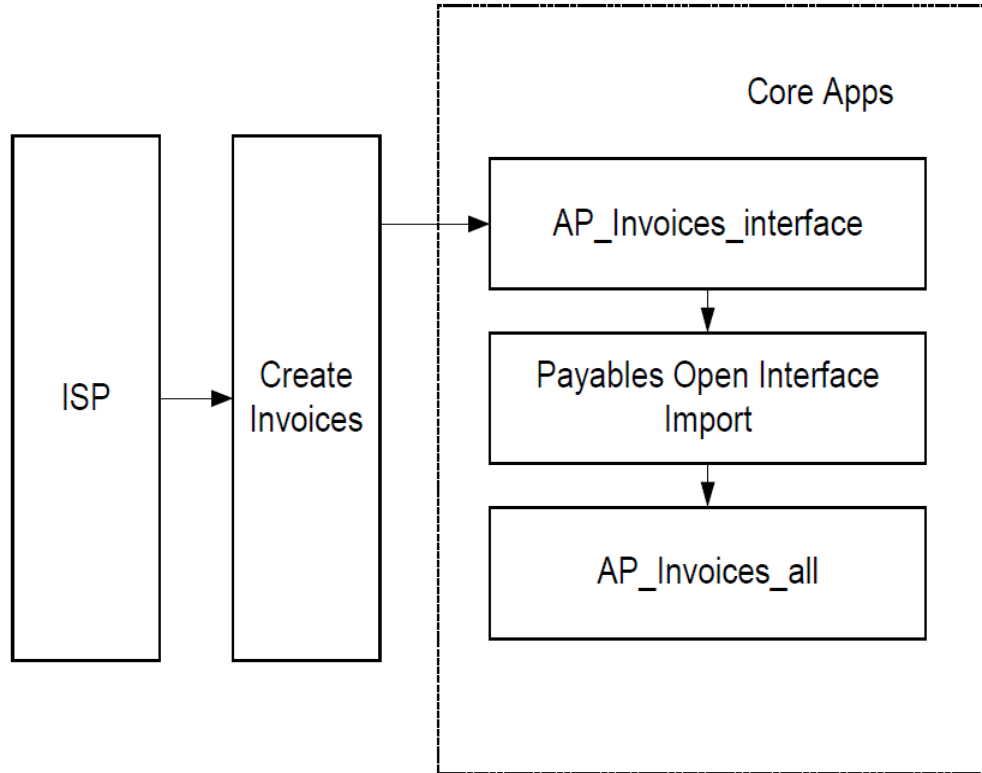 Core Apps
ISP
Create
Invoices
AP_Invoices_interface
Payables Open Interface
Import
AP_Invoices_all